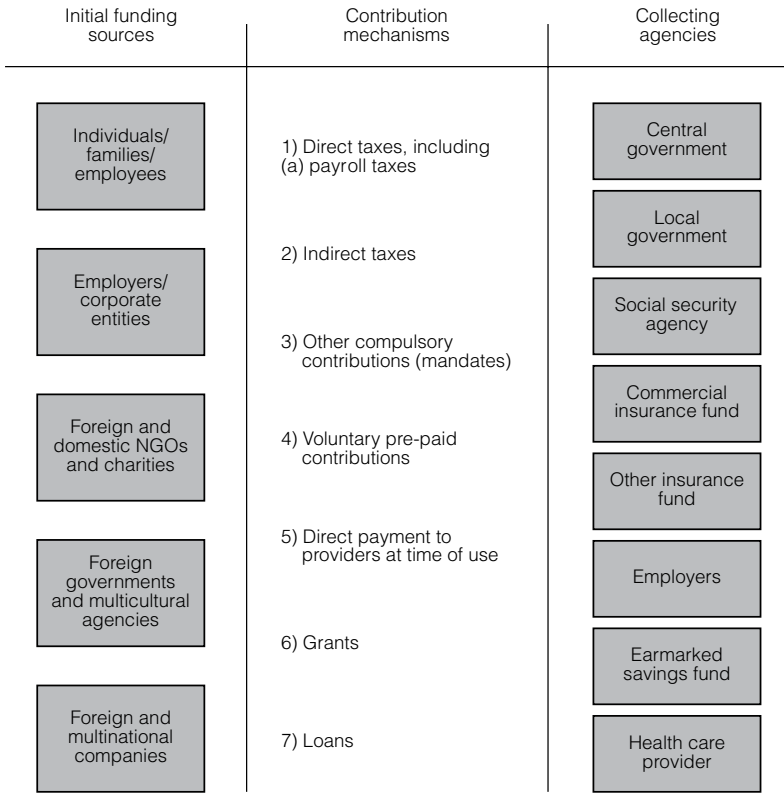 Initial funding
sources
Contribution
mechanisms
Collecting
agencies
Individuals/
families/
employees
Employers/
corporate
entities
Foreign and
domestic NGOs
and charities
Foreign
governments
and multicultural
agencies
Foreign and
multinational
companies
1) Direct taxes, including
(a) payroll taxes
2) Indirect taxes
3) Other compulsory
contributions (mandates)
4) Voluntary pre-paid
contributions
5) Direct payment to
providers at time of use
6) Grants
7) Loans
Central
government
Local
government
Social security
agency
Commercial
insurance fund
Other insurance
fund
Employers
Earmarked
savings fund
Health care
provider